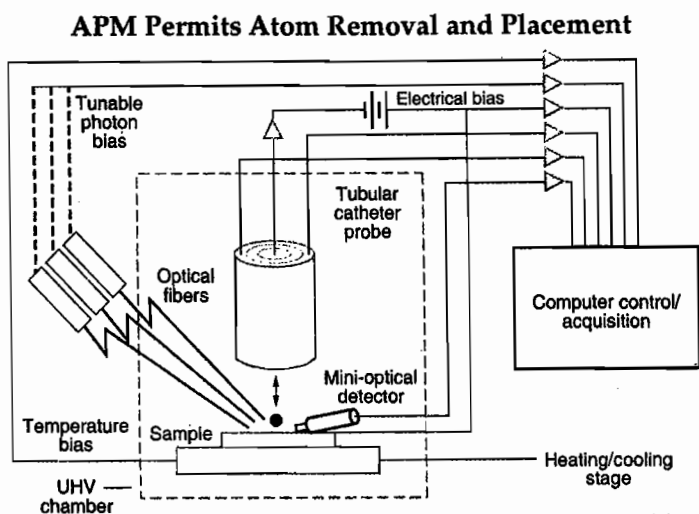 APM Permits Atom Removal and Placement
Tunable
photon
bias
Electrical bias
Tubular
catheter
probe
Optical
fibers
Computer control/
acquisition
Mini-optical
detector
Temperature
bias
Sample
Heating/cooling
stage
UHV
chamber